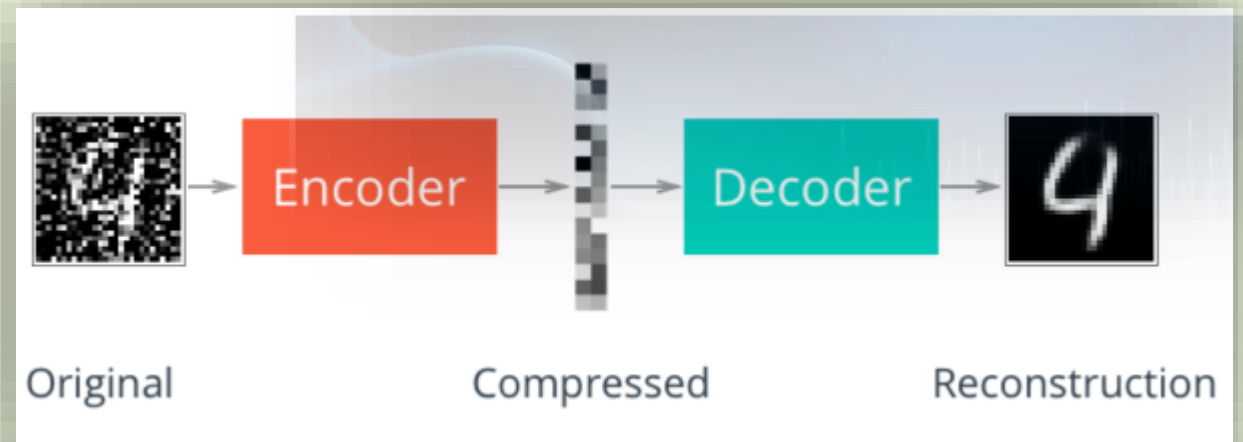 Encoder
Decoder
Original
Compressed
Reconstruction